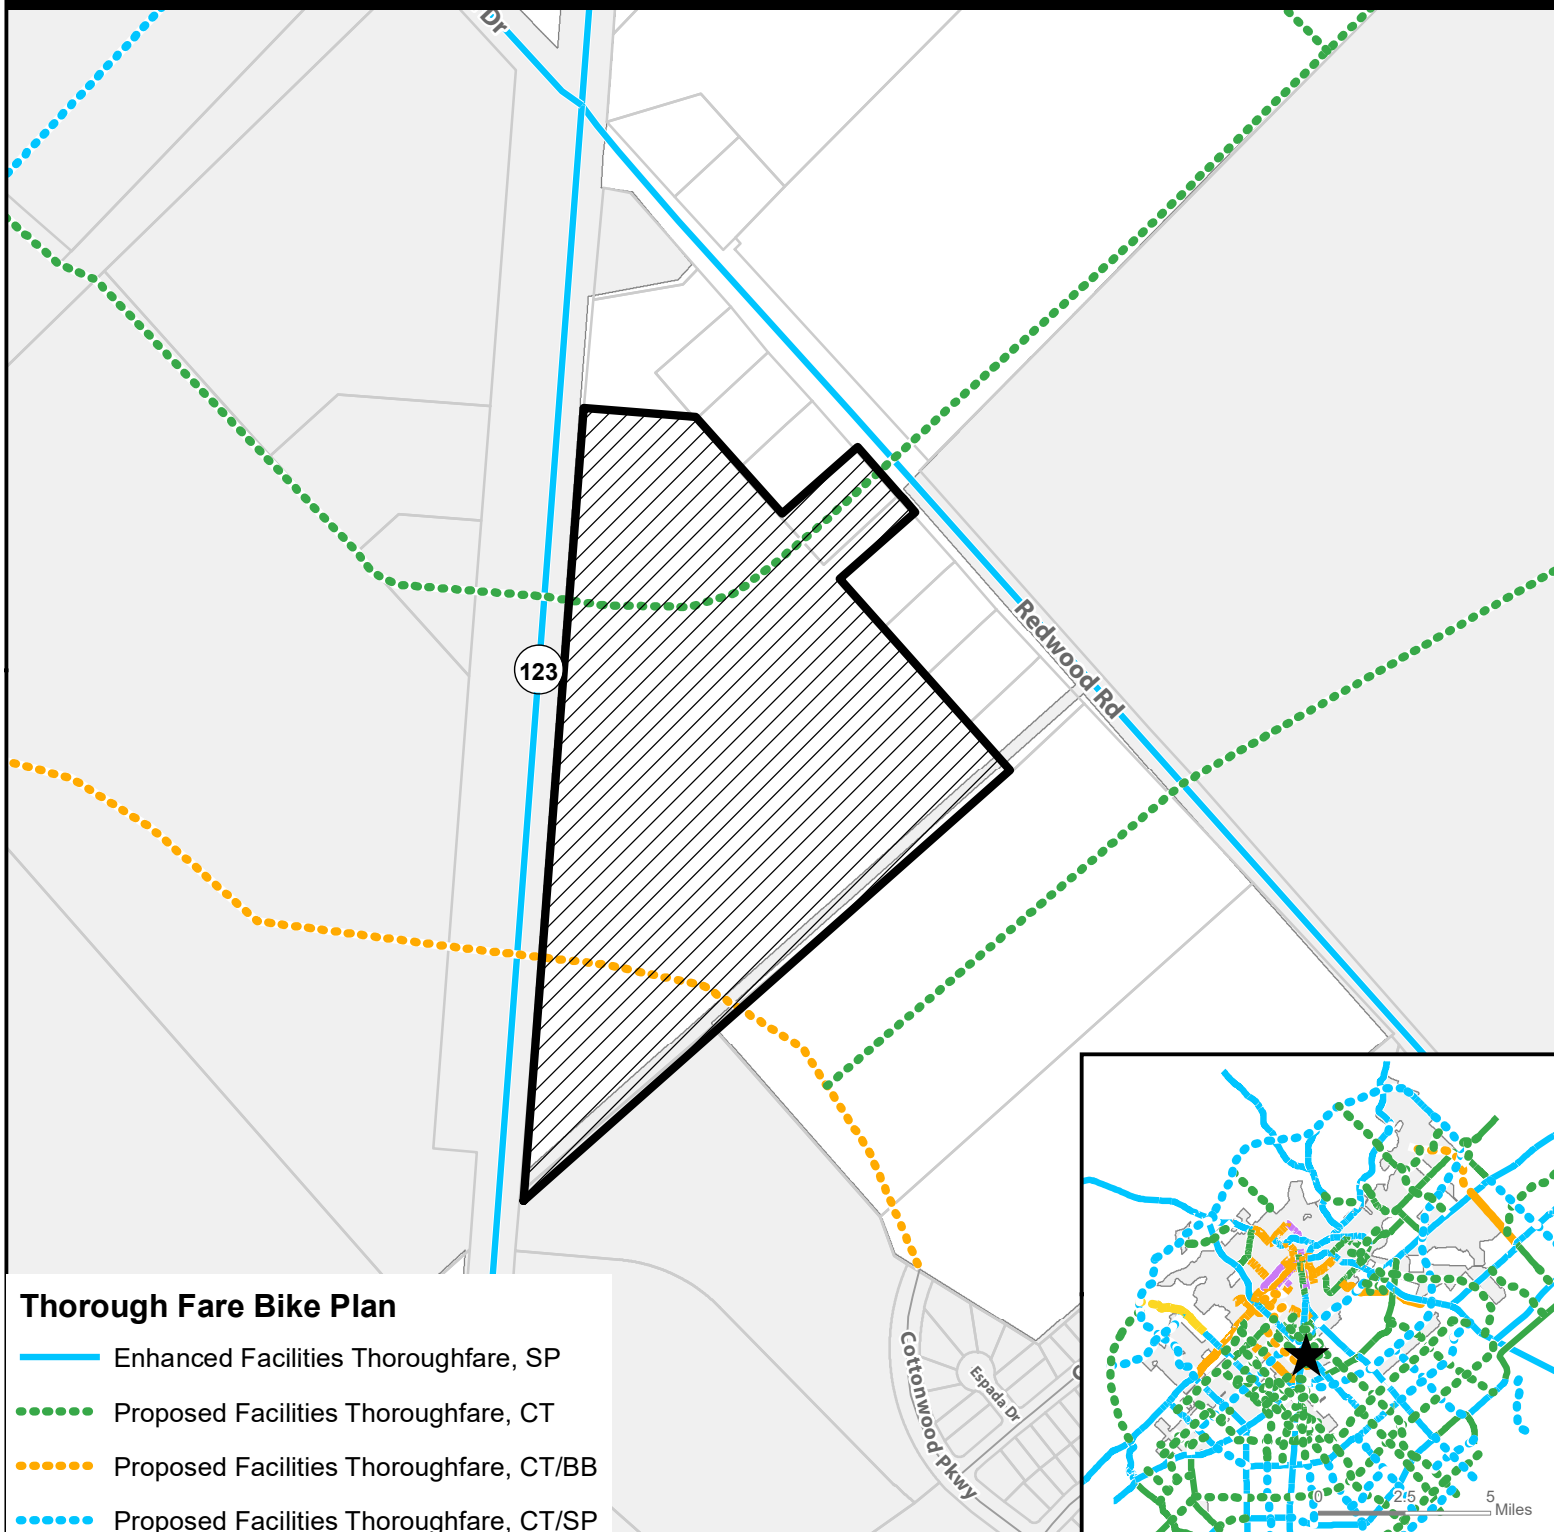 Dr
123
Redwood Rd
Cottonwood Pkwy
Espada Dr
Thorough Fare Bike Plan
Enhanced Facilities Thoroughfare, SP
Proposed Facilities Thoroughfare, CT
Proposed Facilities Thoroughfare, CT/BB
Proposed Facilities Thoroughfare, CT/SP
0 2.5 5
Miles